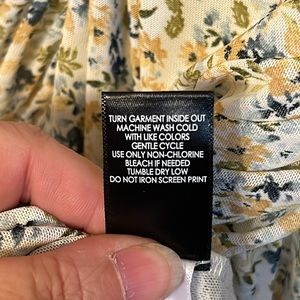 TURN GARMENT INSIDE OUT
MACHINE WASH COLD
WITH LIKE COLORS
GENTLE CYCLE
USE ONLY NON-CHLORINE
BLEACH IF NEEDED
TUMBLE DRY LOW
DO NOT IRON SCREEN PRINT